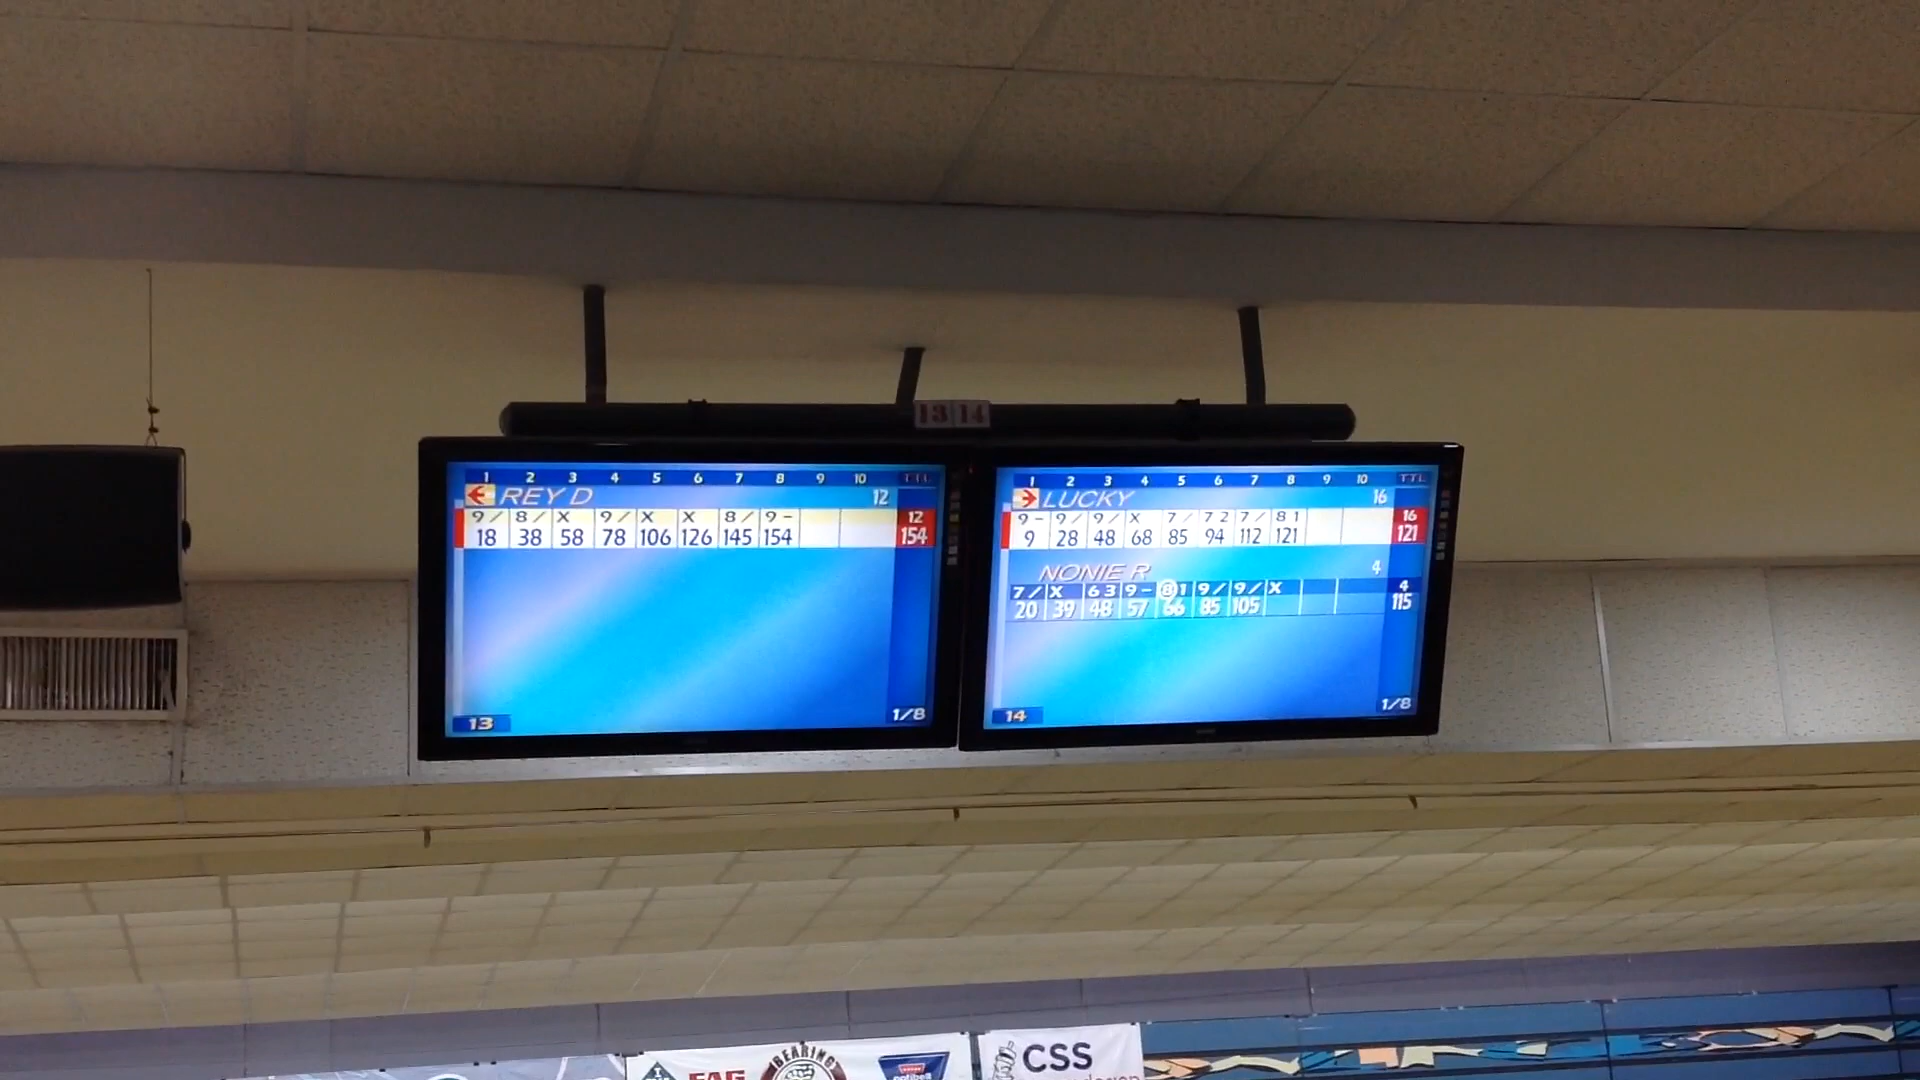 13 14
1 2 3 4 5 6 7 8 9 10 TTL
REY D 12
9 / 8 / X 9 / X X 8 / 9 - 12
18 38 58 78 106 126 145 154 154
13 1/8
1 2 3 4 5 6 7 8 9 10 TTL
LUCKY 16
9 - 9 / 9 / X 7 / 7 2 7 / 8 1 16
9 28 48 68 85 94 112 121 121
NONIE R 4
7 / X 6 3 9 - 8 1 9 / 9 / X 4
20 39 48 57 66 85 105 115
14 1/8
FAG
BEARING
CSS